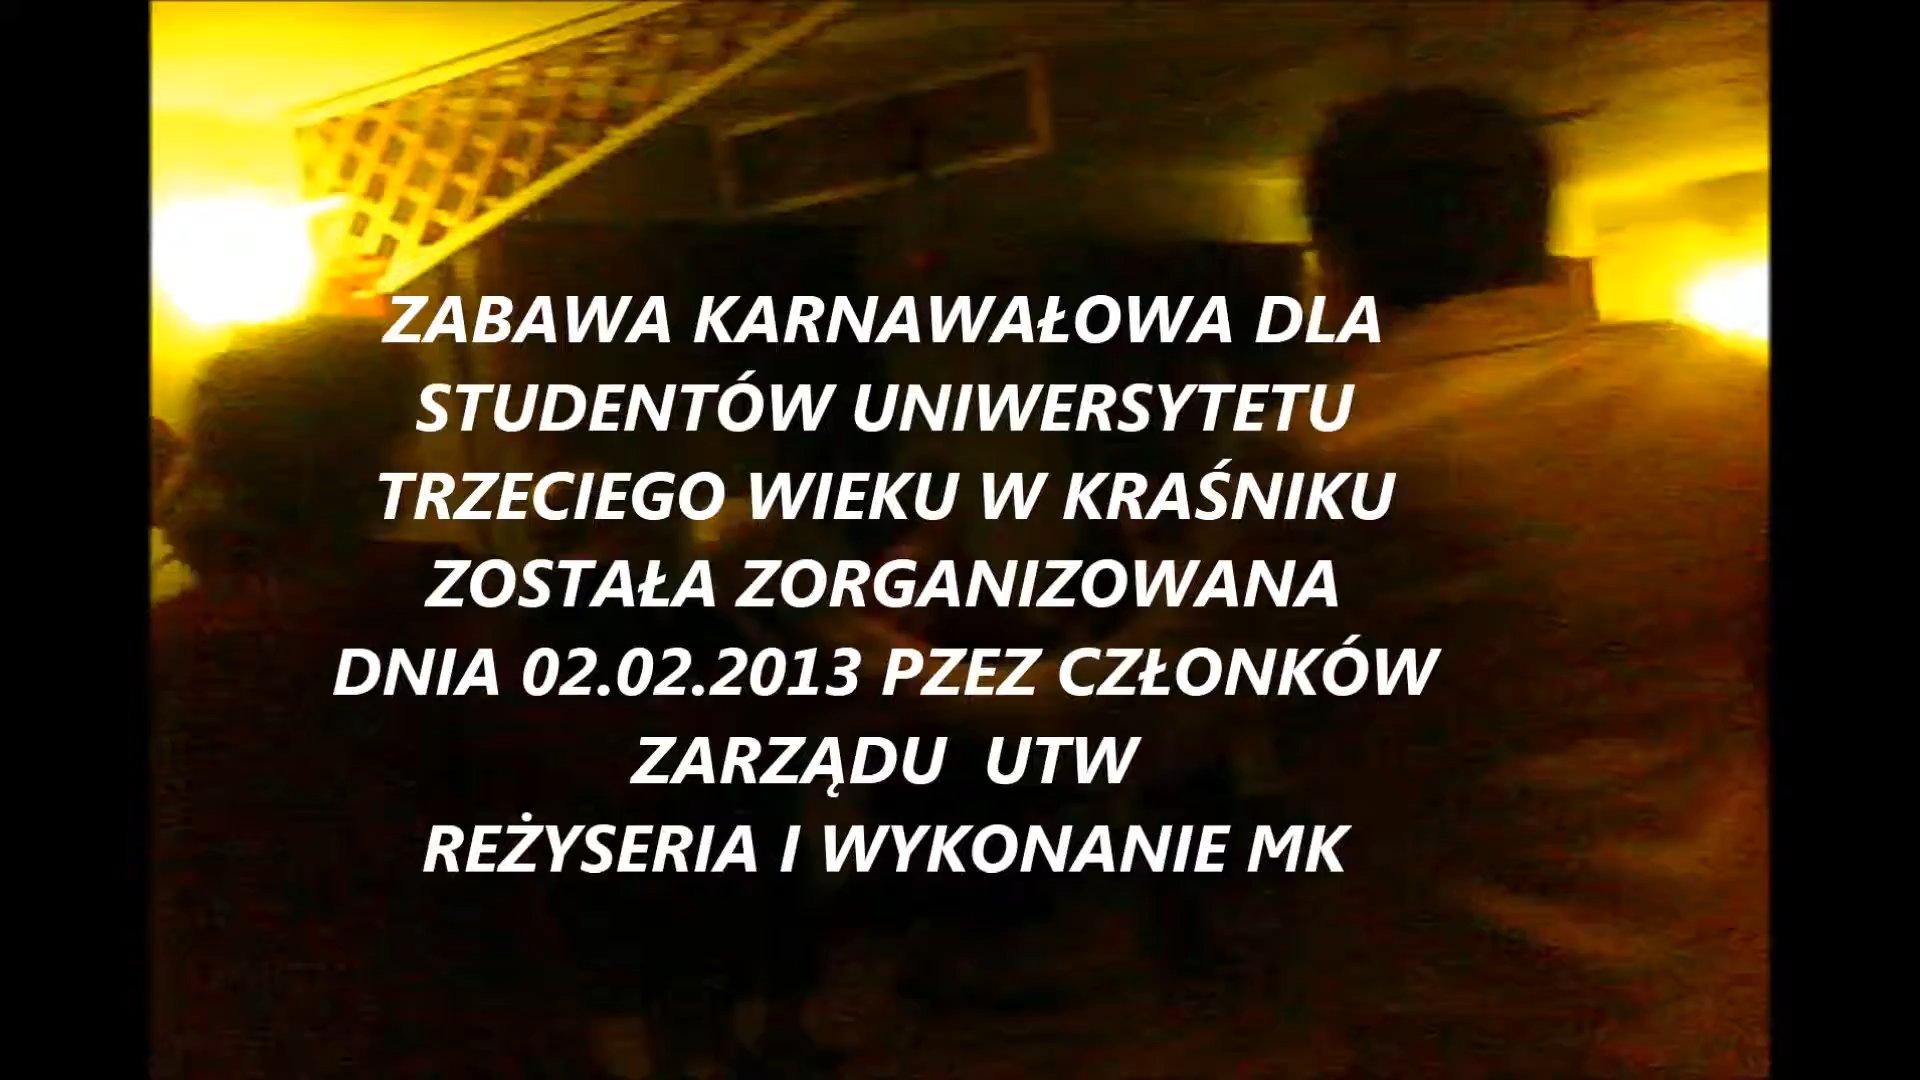 ZABAWA KARNAWAŁOWA DLA
STUDENTÓW UNIWERSYTETU
TRZECIEGO WIEKU W KRAŚNIKU
ZOSTAŁA ZORGANIZOWANA
DNIA 02.02.2013 PZEZ CZŁONKÓW
ZARZĄDU UTW
REŻYSERIA I WYKONANIE MK